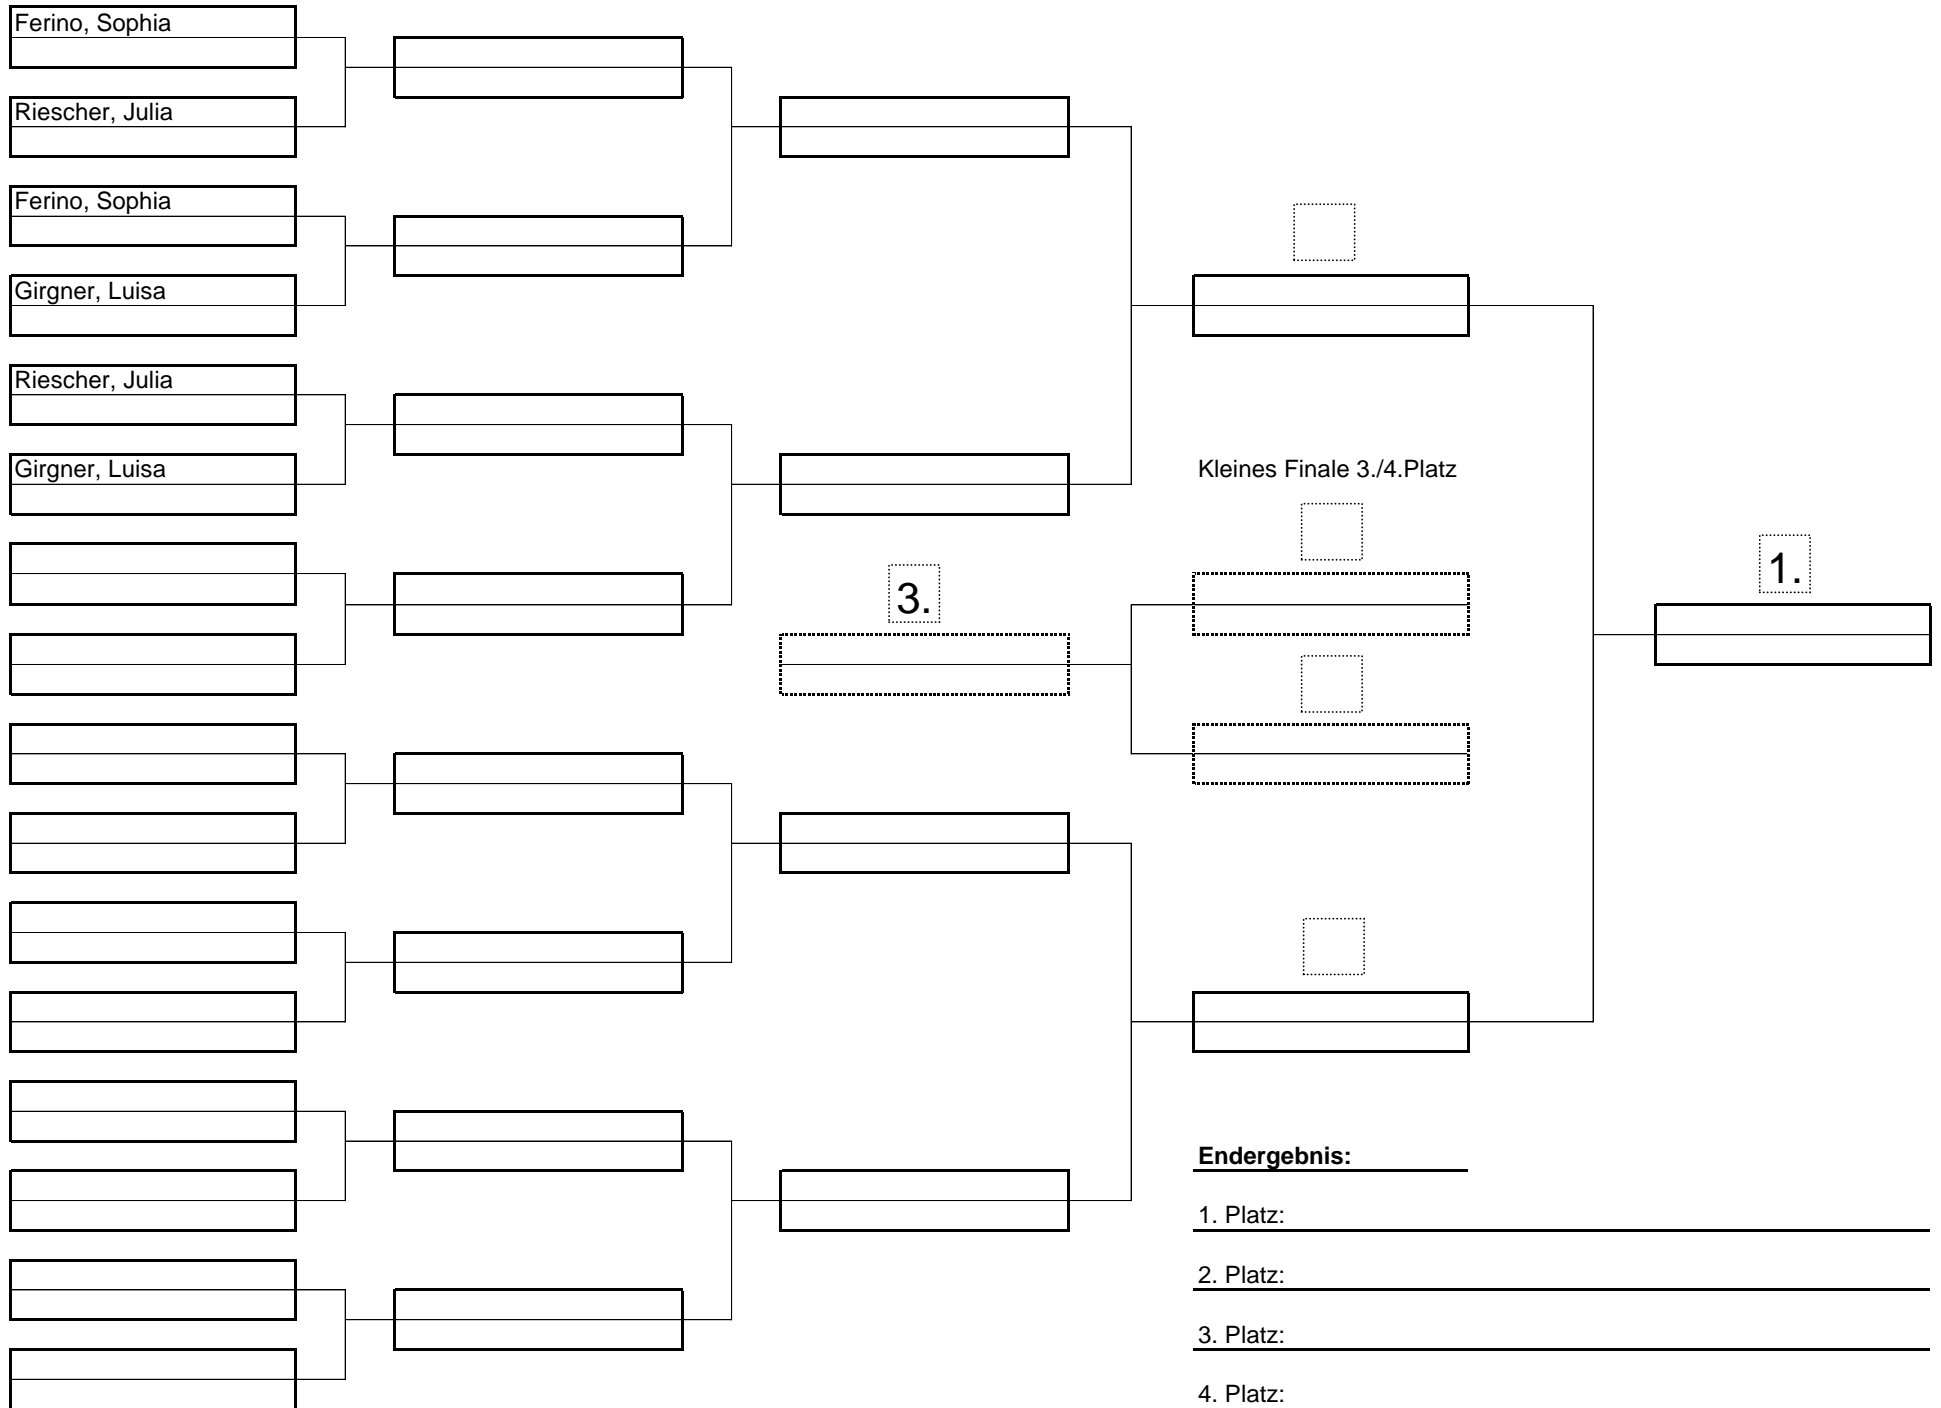 Ferino, Sophia
Riescher, Julia
Ferino, Sophia
Girgner, Luisa
Riescher, Julia
Girgner, Luisa
Kleines Finale 3./4.Platz
3.
1.
Endergebnis:
1. Platz:
2. Platz:
3. Platz:
4. Platz: